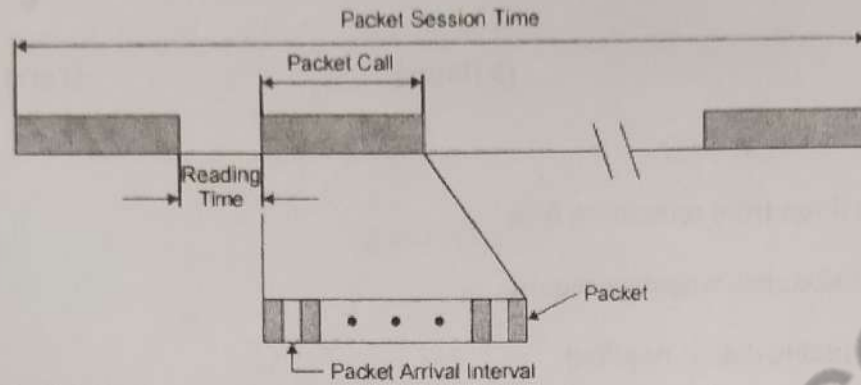 Packet Session Time
Packet Call
Reading
Time
Packet
Packet Arrival Interval